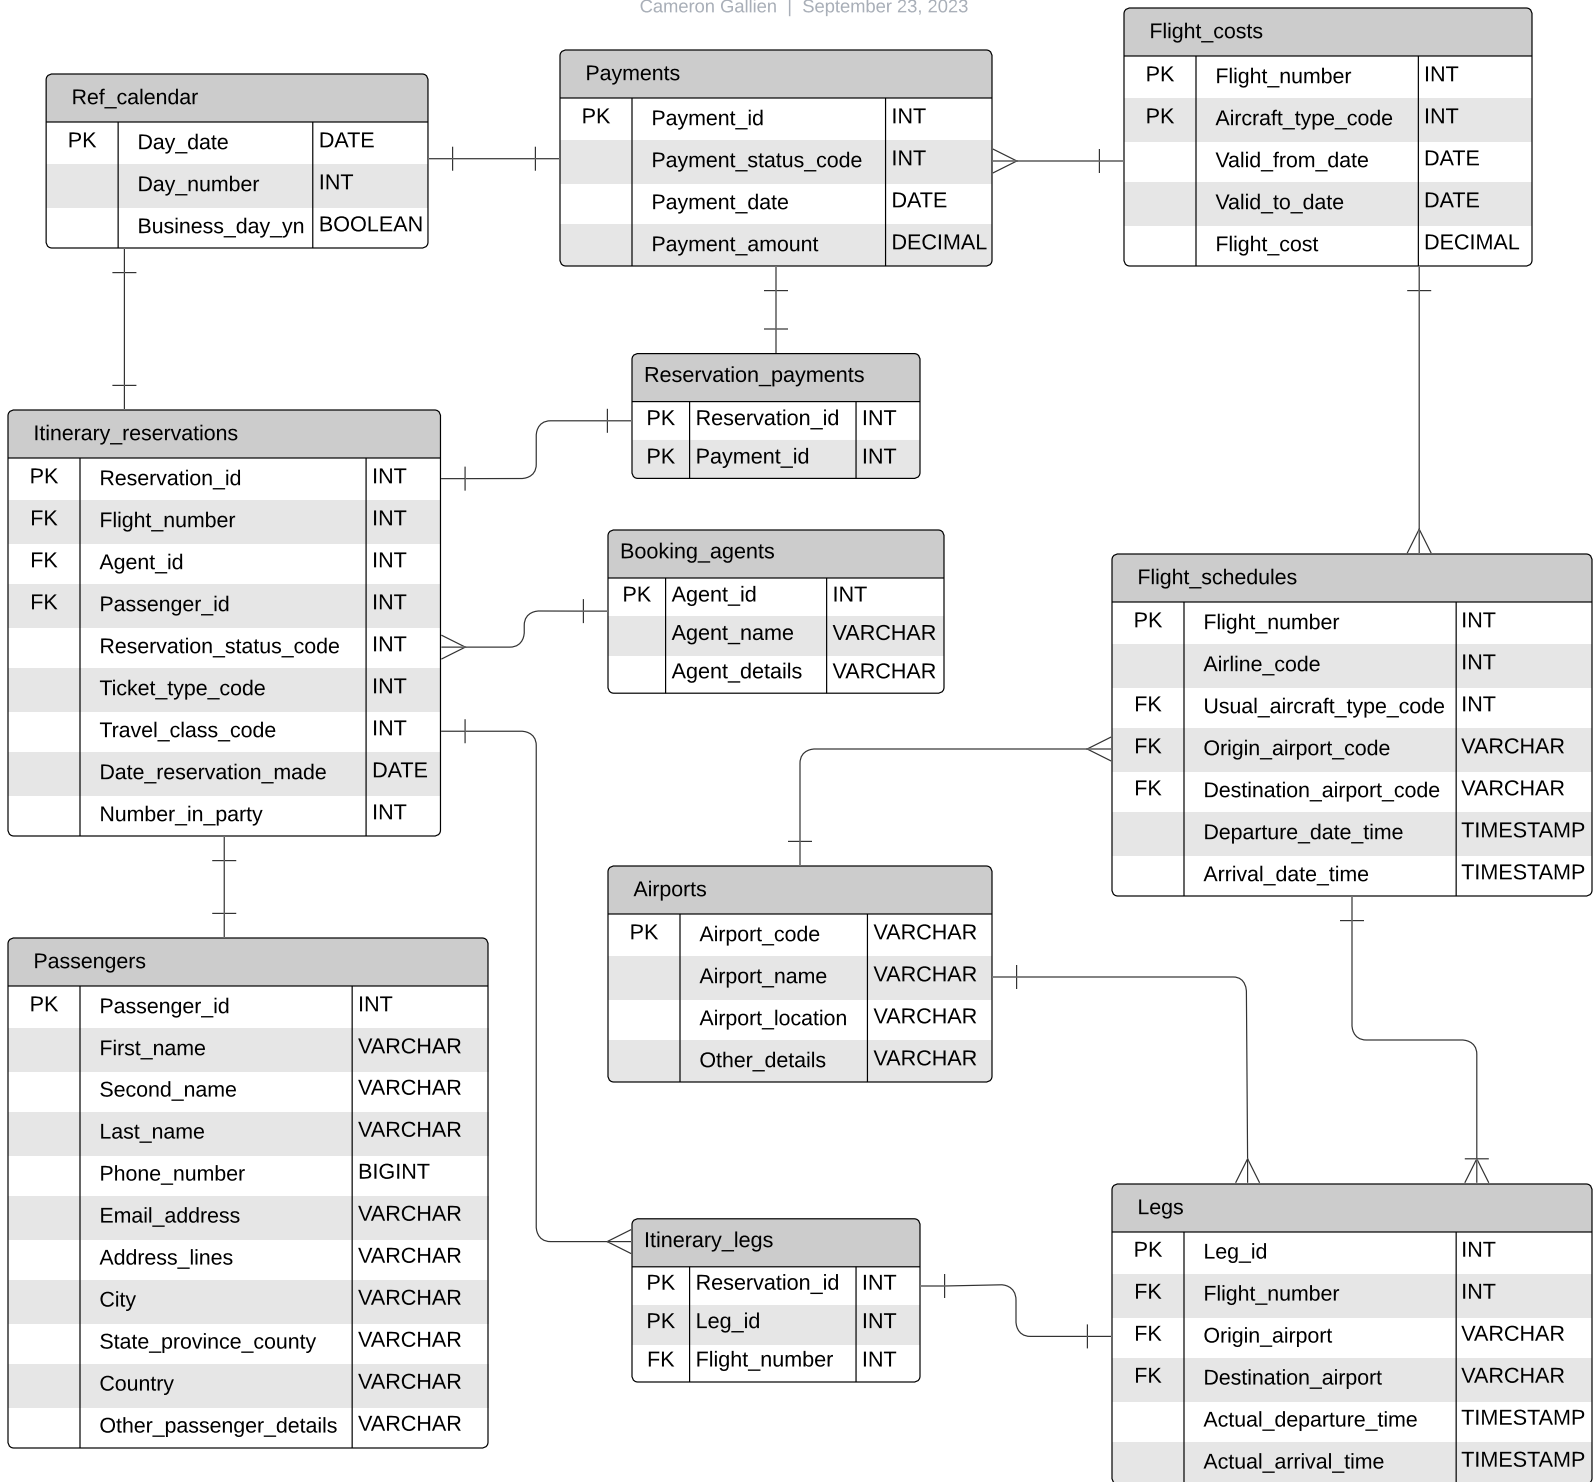 Cameron Gallien | September 23, 2023
Ref_calendar
PK Day_date DATE
Day_number INT
Business_day_yn BOOLEAN
Payments
PK Payment_id INT
Payment_status_code INT
Payment_date DATE
Payment_amount DECIMAL
Flight_costs
PK Flight_number INT
PK Aircraft_type_code INT
Valid_from_date DATE
Valid_to_date DATE
Flight_cost DECIMAL
Reservation_payments
PK Reservation_id INT
PK Payment_id INT
Itinerary_reservations
PK Reservation_id INT
FK Flight_number INT
FK Agent_id INT
FK Passenger_id INT
Reservation_status_code INT
Ticket_type_code INT
Travel_class_code INT
Date_reservation_made DATE
Number_in_party INT
Booking_agents
PK Agent_id INT
Agent_name VARCHAR
Agent_details VARCHAR
Flight_schedules
PK Flight_number INT
Airline_code INT
FK Usual_aircraft_type_code INT
FK Origin_airport_code VARCHAR
FK Destination_airport_code VARCHAR
Departure_date_time TIMESTAMP
Arrival_date_time TIMESTAMP
Airports
PK Airport_code VARCHAR
Airport_name VARCHAR
Airport_location VARCHAR
Other_details VARCHAR
Passengers
PK Passenger_id INT
First_name VARCHAR
Second_name VARCHAR
Last_name VARCHAR
Phone_number BIGINT
Email_address VARCHAR
Address_lines VARCHAR
City VARCHAR
State_province_county VARCHAR
Country VARCHAR
Other_passenger_details VARCHAR
Itinerary_legs
PK Reservation_id INT
PK Leg_id INT
FK Flight_number INT
Legs
PK Leg_id INT
FK Flight_number INT
FK Origin_airport VARCHAR
FK Destination_airport VARCHAR
Actual_departure_time TIMESTAMP
Actual_arrival_time TIMESTAMP